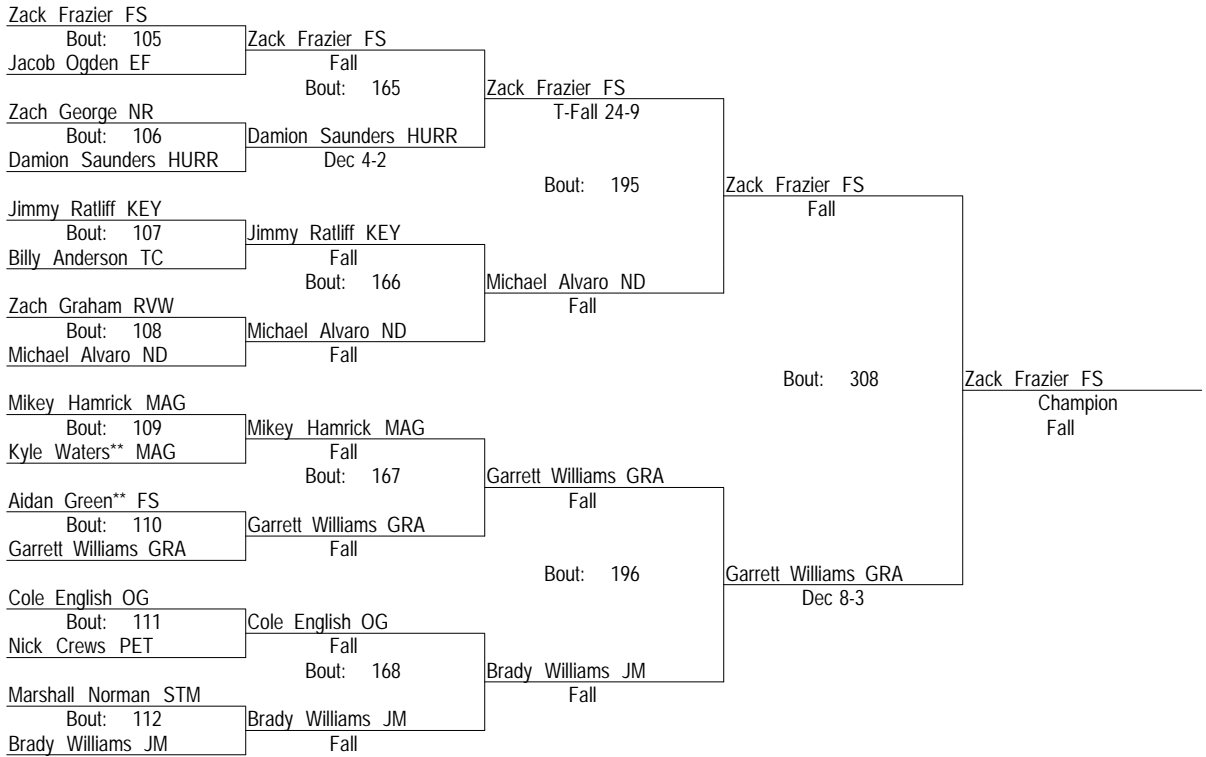 Zack Frazier FS
Bout: 105
Jacob Ogden EF
Zach George NR
Bout: 106
Damion Saunders HURR
Jimmy Ratliff KEY
Bout: 107
Billy Anderson TC
Zach Graham RVW
Bout: 108
Michael Alvaro ND
Mikey Hamrick MAG
Bout: 109
Kyle Waters** MAG
Aidan Green** FS
Bout: 110
Garrett Williams GRA
Cole English OG
Bout: 111
Nick Crews PET
Marshall Norman STM
Bout: 112
Brady Williams JM
Zack Frazier FS
Fall
Bout: 165
Damion Saunders HURR
Dec 4-2
Jimmy Ratliff KEY
Fall
Bout: 166
Michael Alvaro ND
Fall
Mikey Hamrick MAG
Fall
Bout: 167
Garrett Williams GRA
Fall
Cole English OG
Fall
Bout: 168
Brady Williams JM
Fall
Zack Frazier FS
T-Fall 24-9
Bout: 195
Michael Alvaro ND
Fall
Garrett Williams GRA
Fall
Bout: 196
Brady Williams JM
Fall
Zack Frazier FS
Fall
Bout: 308
Garrett Williams GRA
Dec 8-3
Zack Frazier FS
Champion
Fall